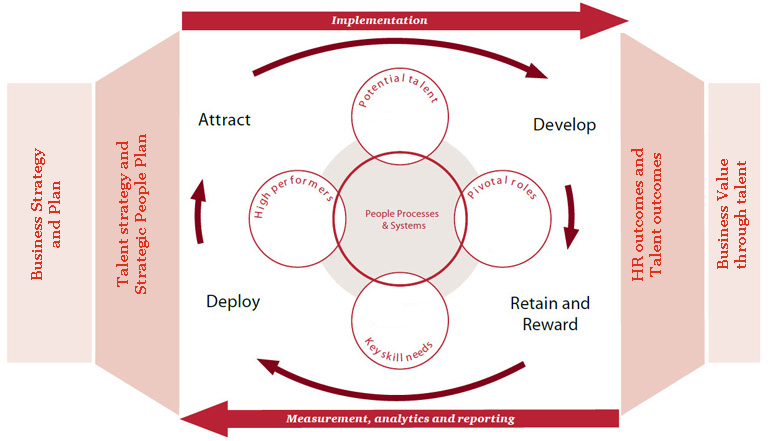 Implementation
Business Strategy
and Plan
Talent strategy and
Strategic People Plan
Attract
Potential talent
Develop
High performers
People Processes
& Systems
Pivotal roles
Deploy
Key skill needs
Retain and
Reward
HR outcomes and
Talent outcomes
Business Value
through talent
Measurement, analytics and reporting